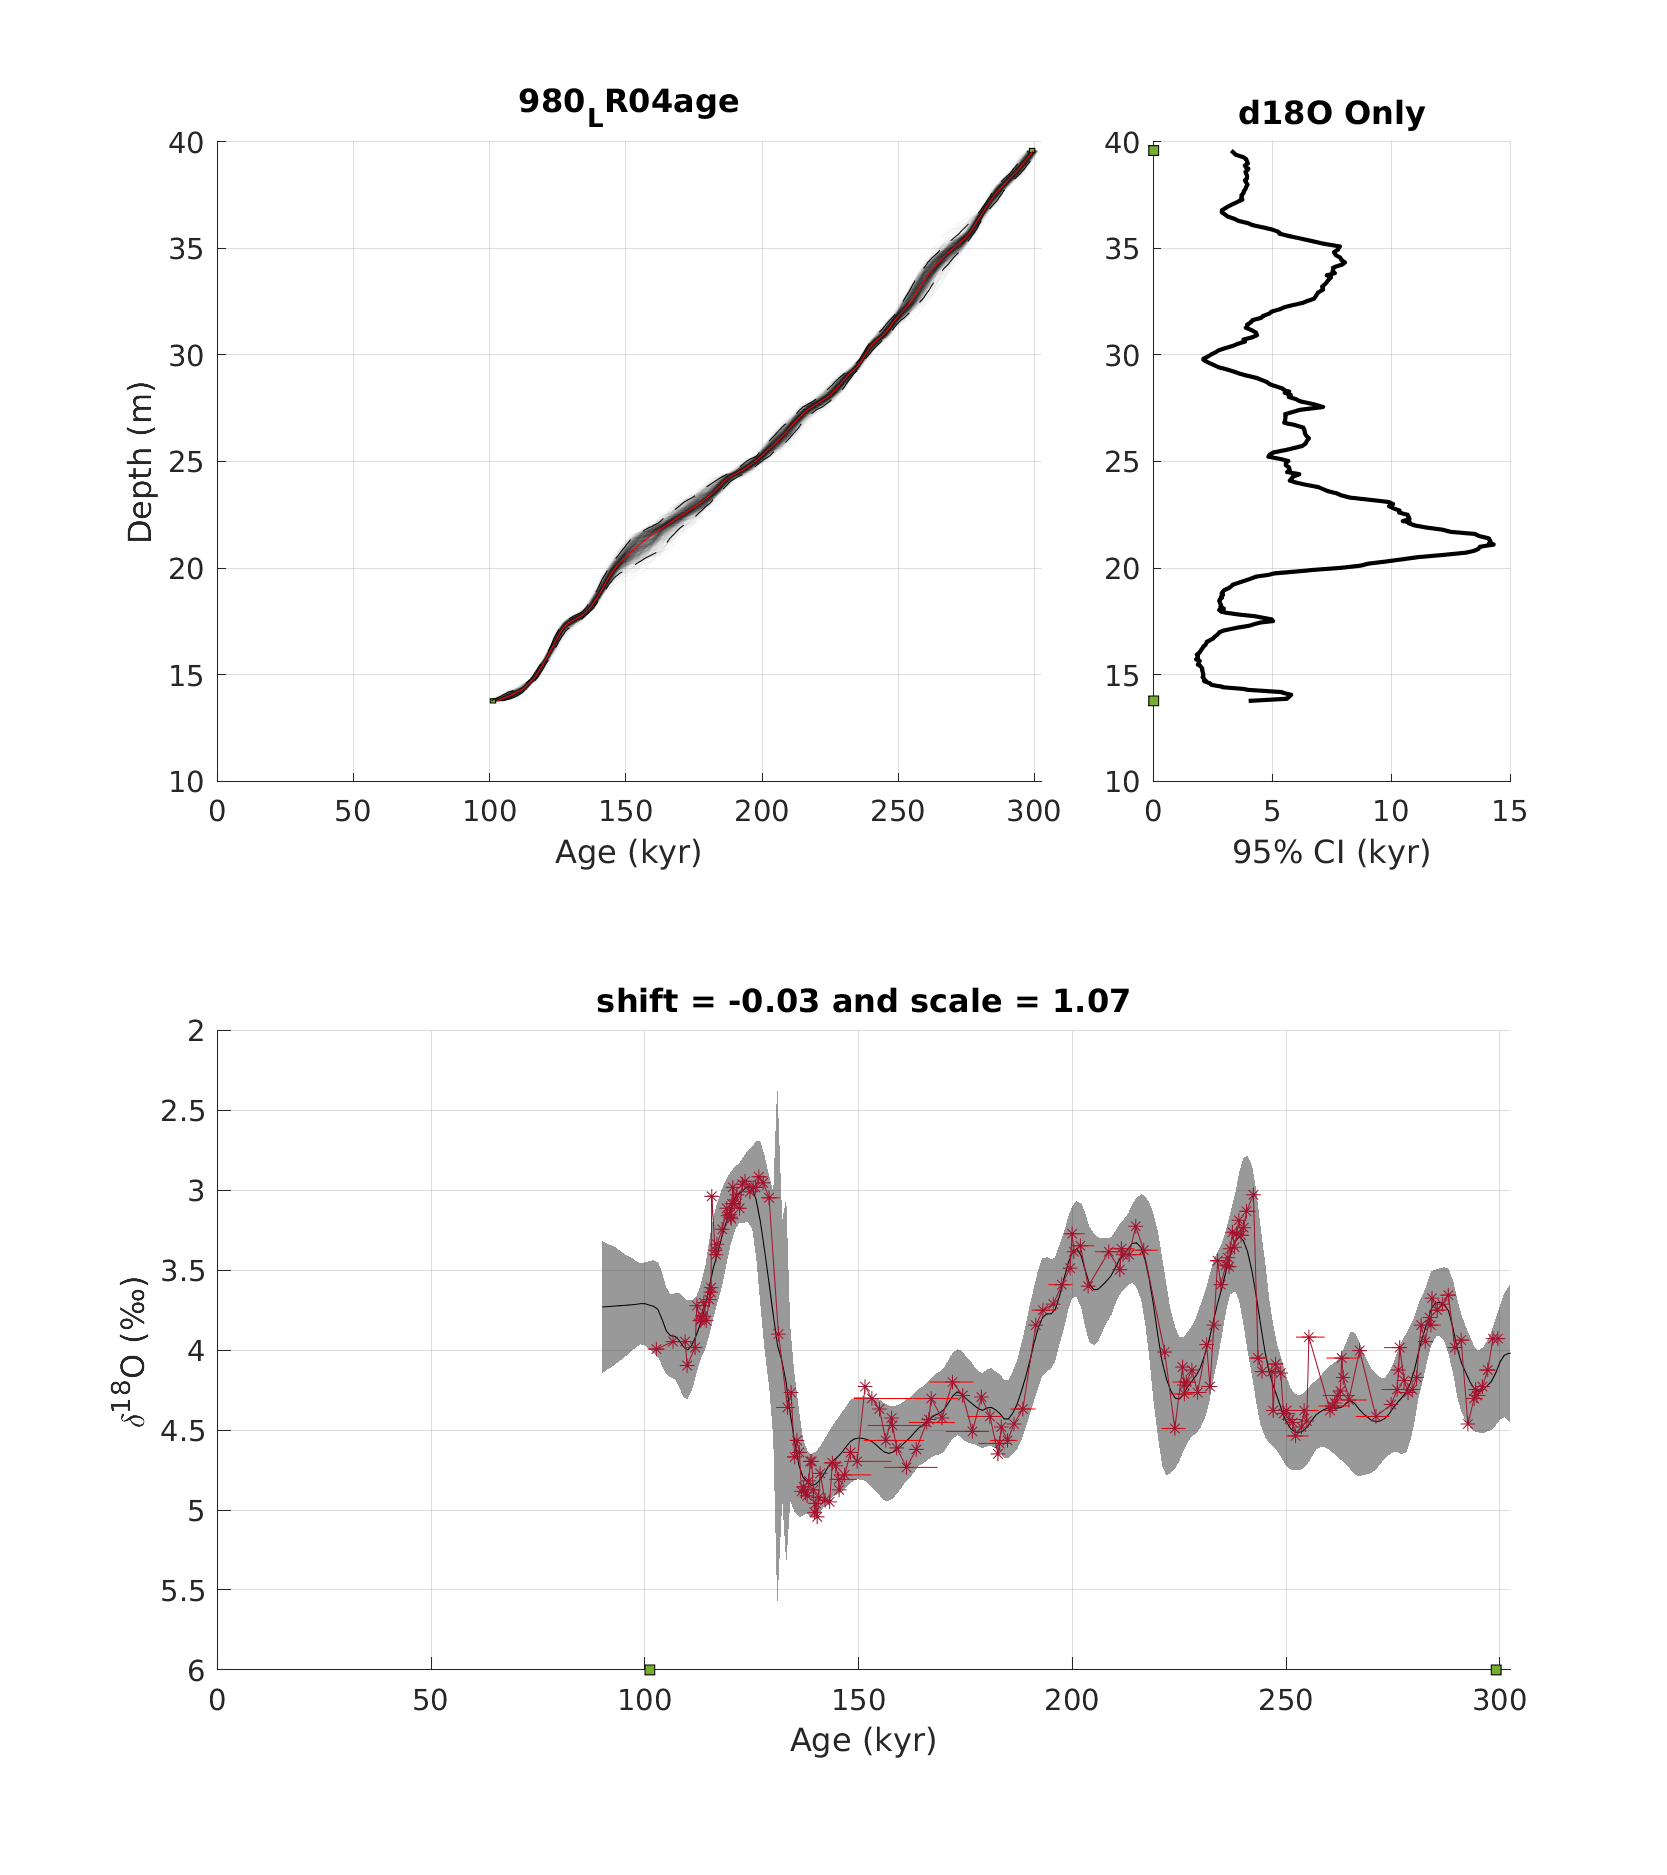 980_LR04age
d18O Only
40
35
30
25
20
15
10
Depth (m)
0 50 100 150 200 250 300
Age (kyr)
40
35
30
25
20
15
10
0 5 10 15
95% CI (kyr)
shift = -0.03 and scale = 1.07
2
2.5
3
3.5
4
4.5
5
5.5
6
δ¹⁸O (‰)
0 50 100 150 200 250 300
Age (kyr)